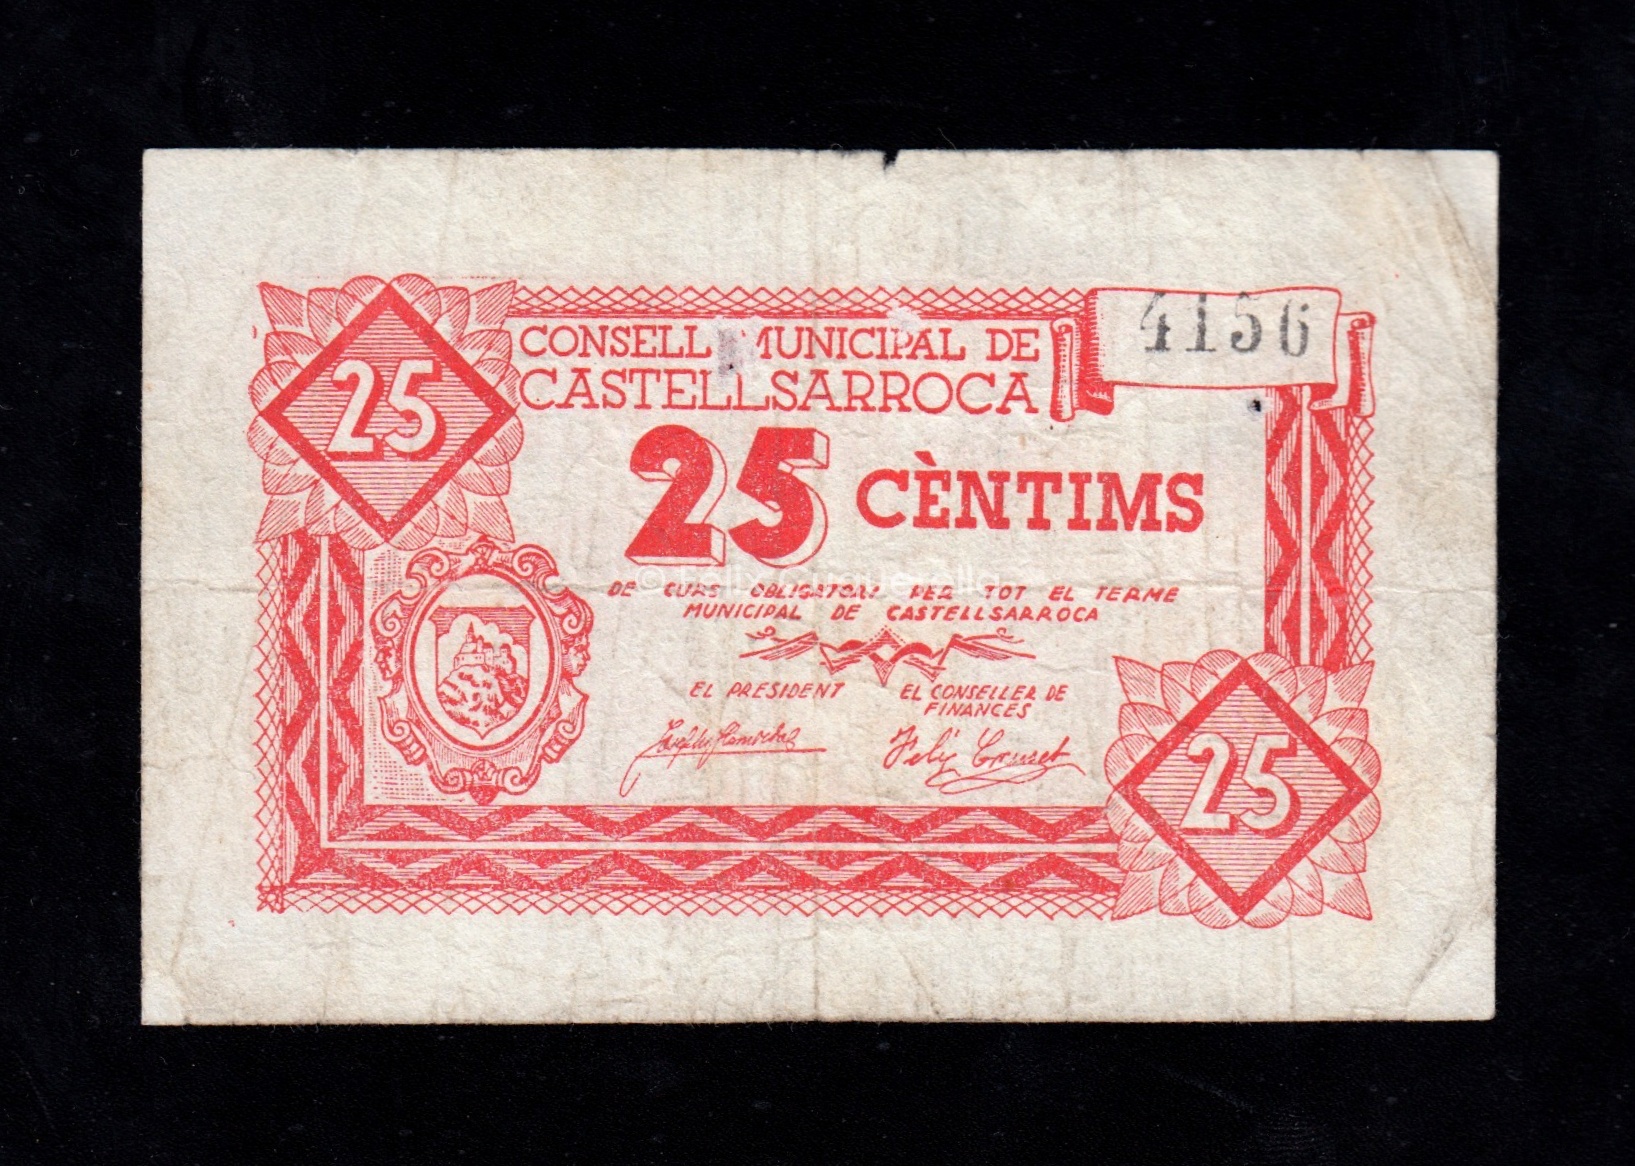 4156
25
CONSELL MUNICIPAL DE
CASTELLSARROCA
25 CÈNTIMS
DE CURS OBLIGATORI PER TOT EL TERME
MUNICIPAL DE CASTELLSARROCA
EL PRESIDENT
EL CONSELLER DE
FINANCES
Felix
25